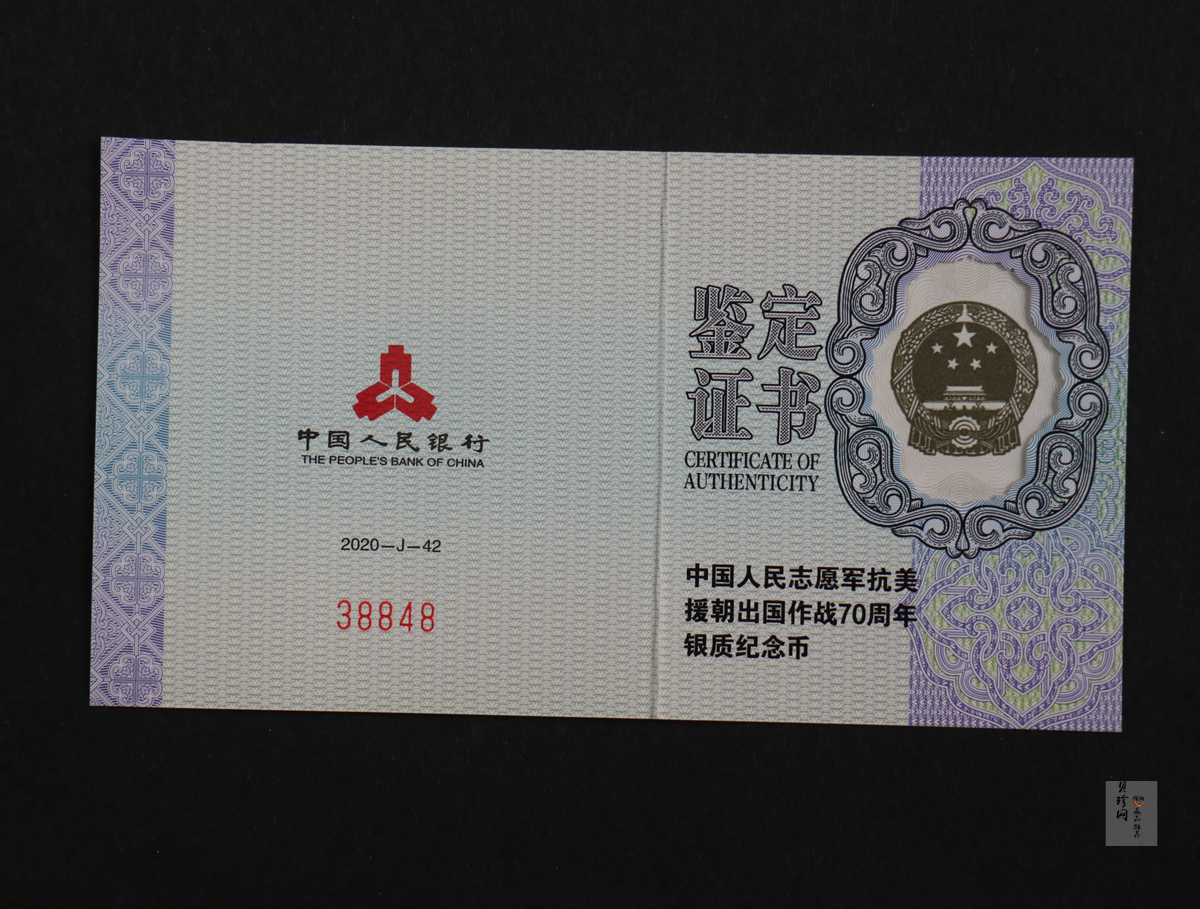 中国人民银行
THE PEOPLE'S BANK OF CHINA
2020－J－42
38848
鉴定
证书
CERTIFICATE OF
AUTHENTICITY
中国人民志愿军抗美
援朝出国作战70周年
银质纪念币